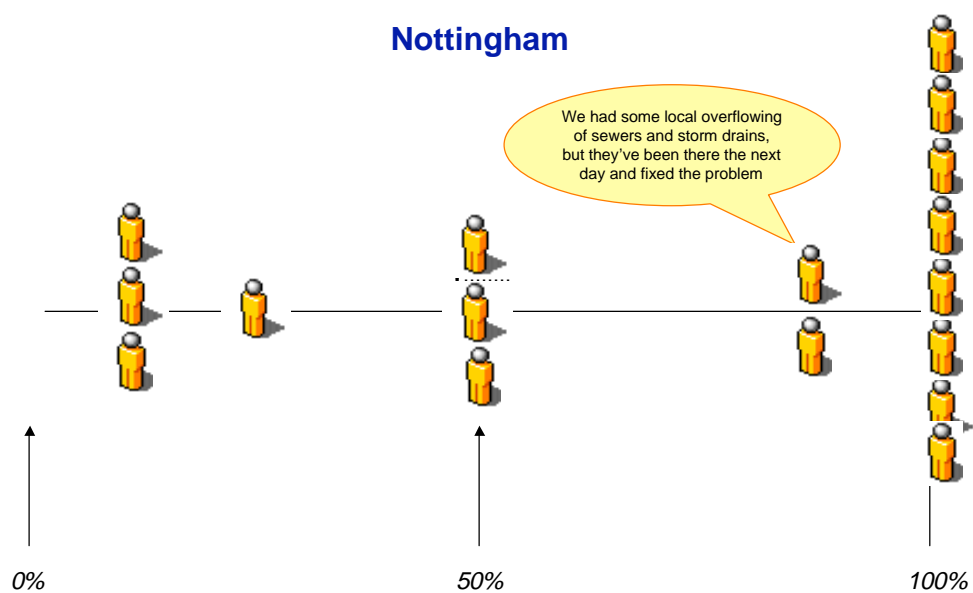 Nottingham
We had some local overflowing
of sewers and storm drains,
but they’ve been there the next
day and fixed the problem
0%
50%
100%